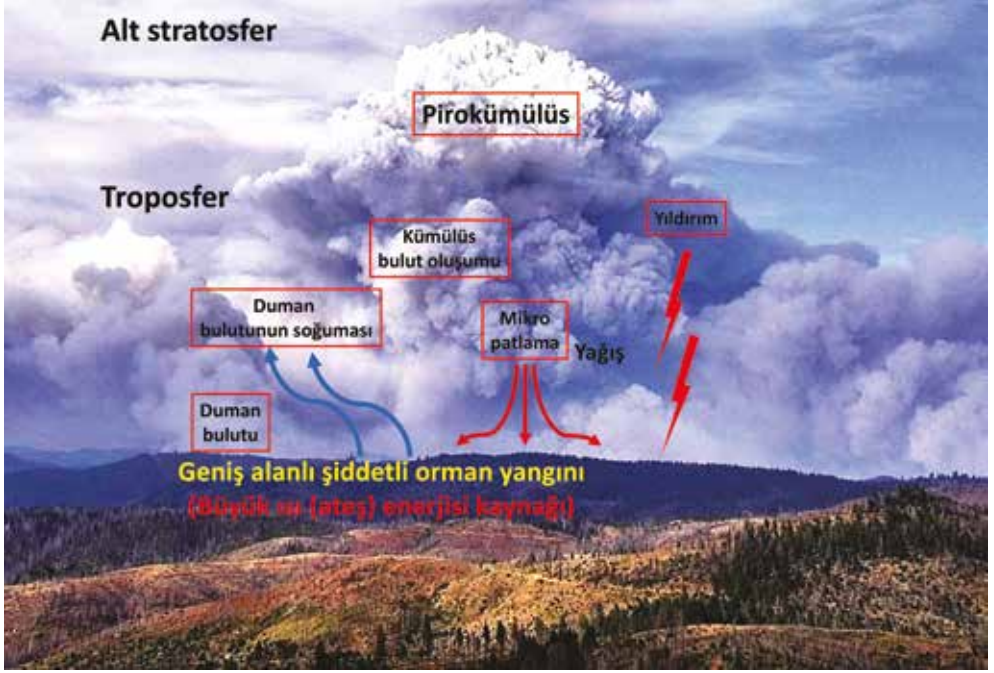 Alt stratosfer
Pirokümülüs
Troposfer
Yıldırım
Kümülüs
bulut oluşumu
Duman
bulutunun soğuması
Mikro
patlama
Yağış
Duman
bulutu
Geniş alanlı şiddetli orman yangını
(Büyük ısı (ateş) enerjisi kaynağı)